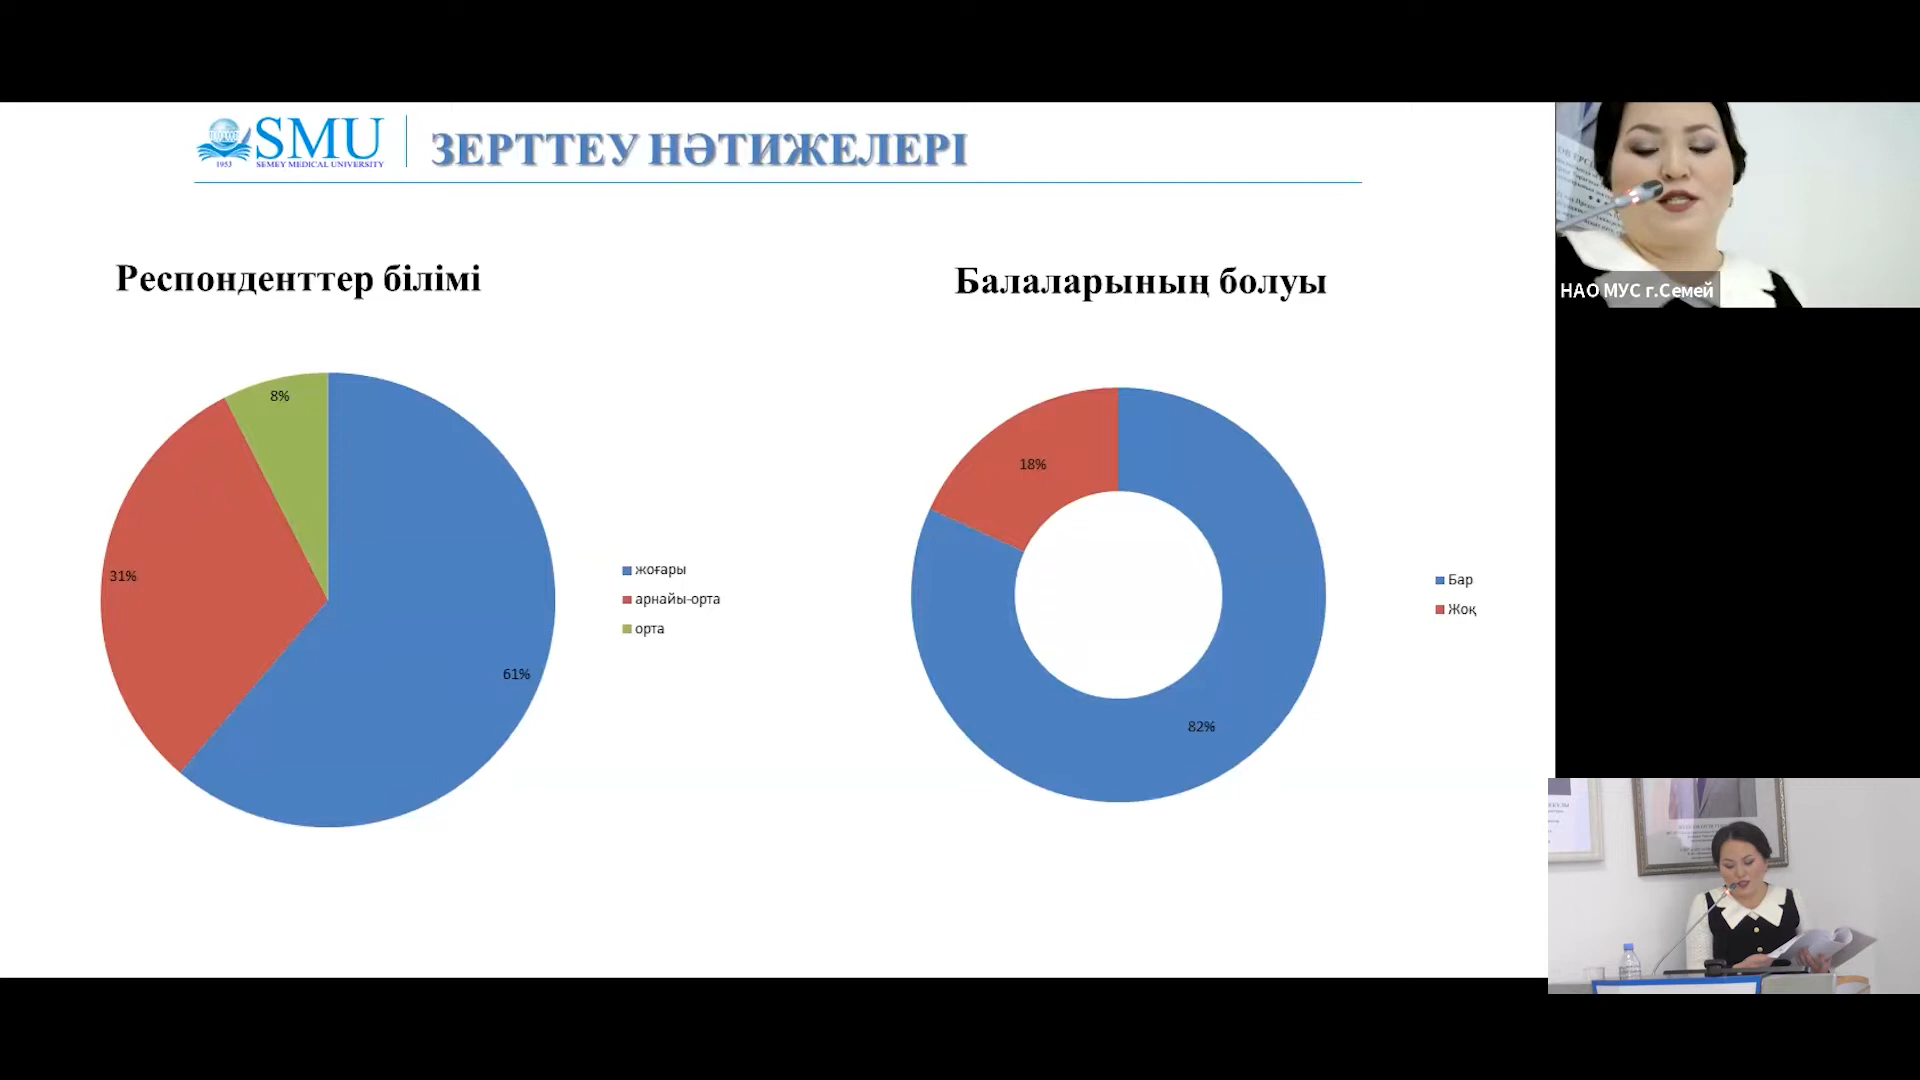 SMU
1953 SEMEY MEDICAL UNIVERSITY
ЗЕРТТЕУ НӘТИЖЕЛЕРІ
Респонденттер білімі
8%
31%
61%
жоғары
арнайы-орта
орта
Балаларының болуы
18%
82%
Бар
Жоқ
НАО МУС г.Семей